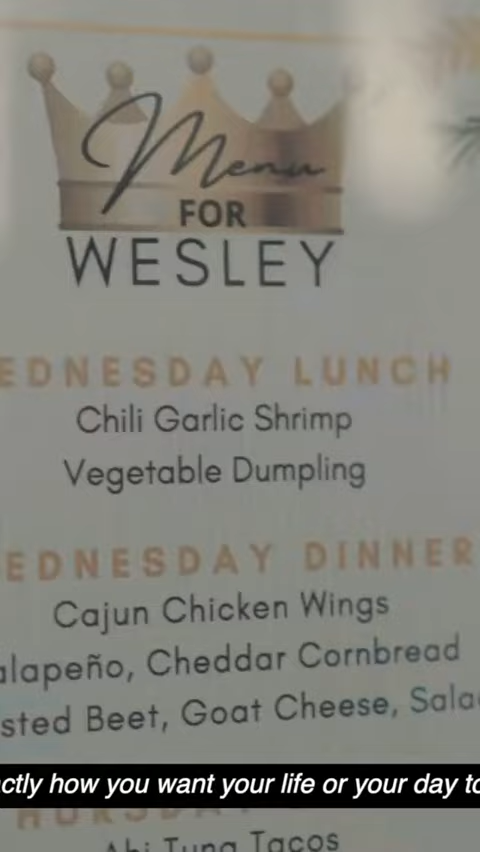 Menu
FOR
WESLEY
EDNESDAY LUNCH
Chili Garlic Shrimp
Vegetable Dumpling
EDNESDAY DINNER
Cajun Chicken Wings
alapeño, Cheddar Cornbread
sted Beet, Goat Cheese, Sala
ctly how you want your life or your day to
Ahi Tuna Tacos